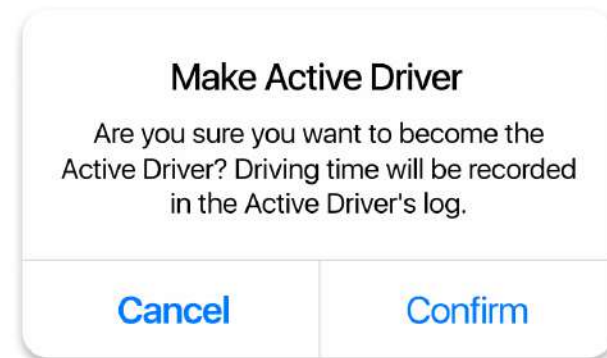 Make Active Driver
Are you sure you want to become the
Active Driver? Driving time will be recorded
in the Active Driver's log.
Cancel
Confirm